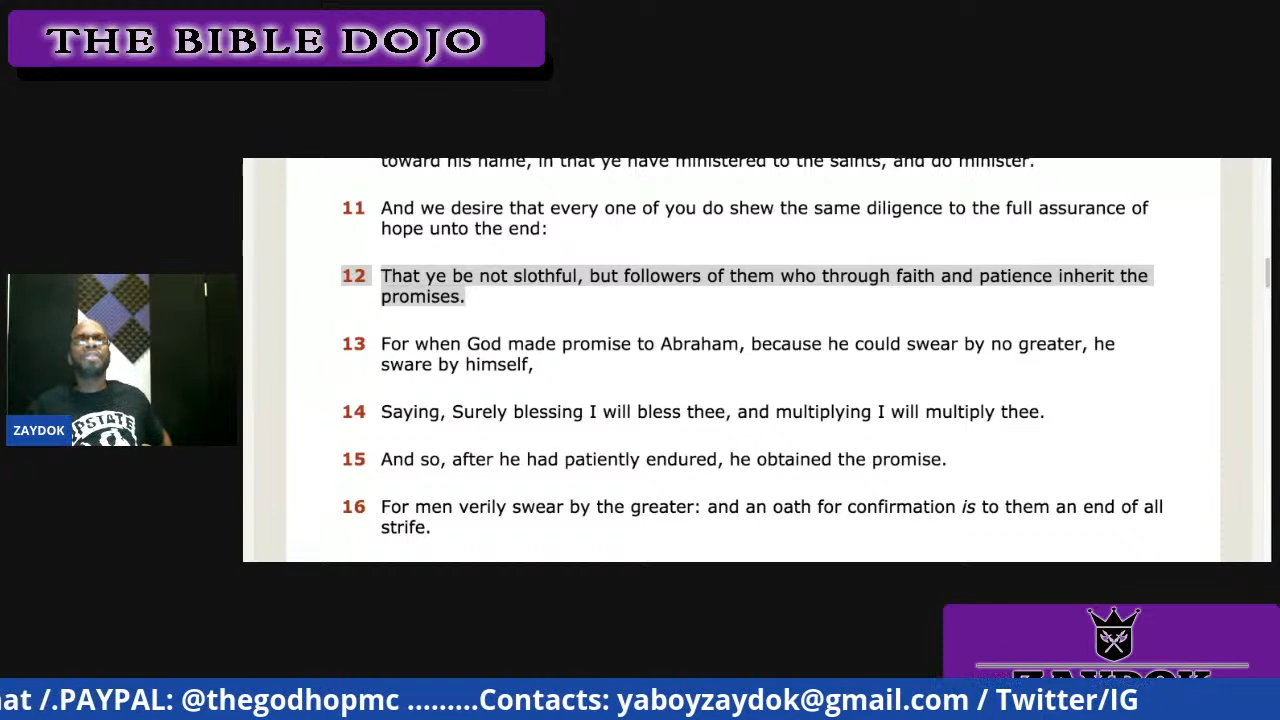 THE BIBLE DOJO
toward his name, in that ye have ministered to the saints, and do minister.
11 And we desire that every one of you do shew the same diligence to the full assurance of
hope unto the end:
12 That ye be not slothful, but followers of them who through faith and patience inherit the
promises.
13 For when God made promise to Abraham, because he could swear by no greater, he
sware by himself,
14 Saying, Surely blessing I will bless thee, and multiplying I will multiply thee.
15 And so, after he had patiently endured, he obtained the promise.
16 For men verily swear by the greater: and an oath for confirmation is to them an end of all
strife.
ZAYDOK
ZAYDOK
at /.PAYPAL: @thegodhopmc .........Contacts: yaboyzaydok@gmail.com / Twitter/IG